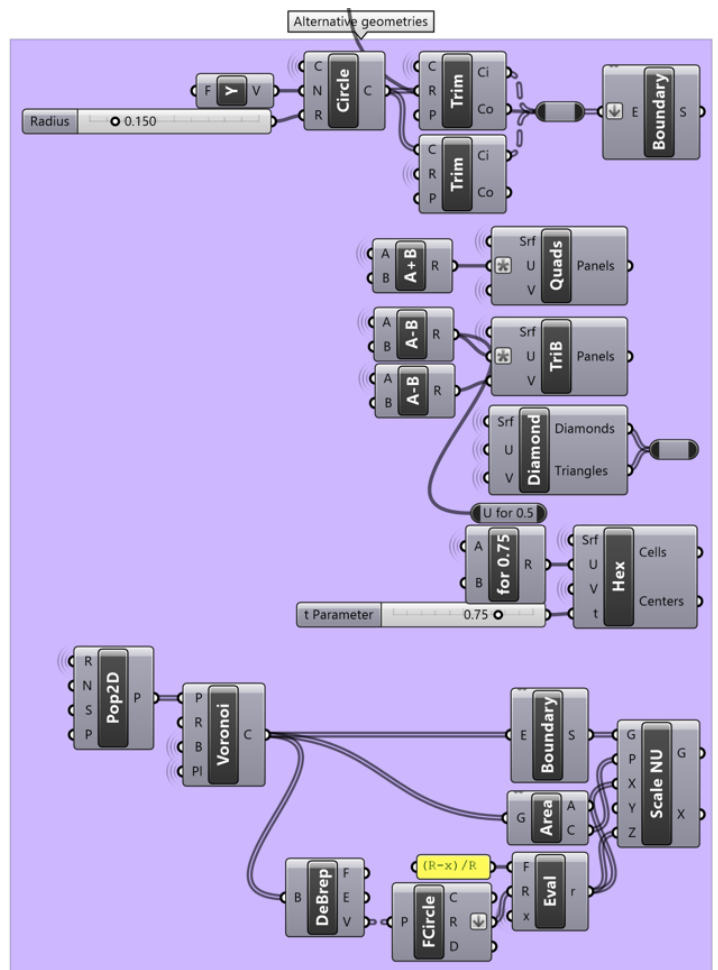 Alternative geometries
F Y V
Radius 0.150
C N R Circle C
C R P Trim Ci Co
C R P Trim Ci Co
E Boundary S
A B A+B R
Srf U V Quads Panels
A B A-B R
A B A-B R
Srf U V TriB Panels
Srf U V Diamond Diamonds Triangles
U for 0.5
A B for 0.75 R
t Parameter 0.75
Srf U V t Hex Cells Centers
R N S P Pop2D P
P R B Pl Voronoi C
E Boundary S
G Area A C
G P X Y Z Scale NU G X
B DeBrep F E V
(R-x)/R
P FCircle C R D
F R x Eval r